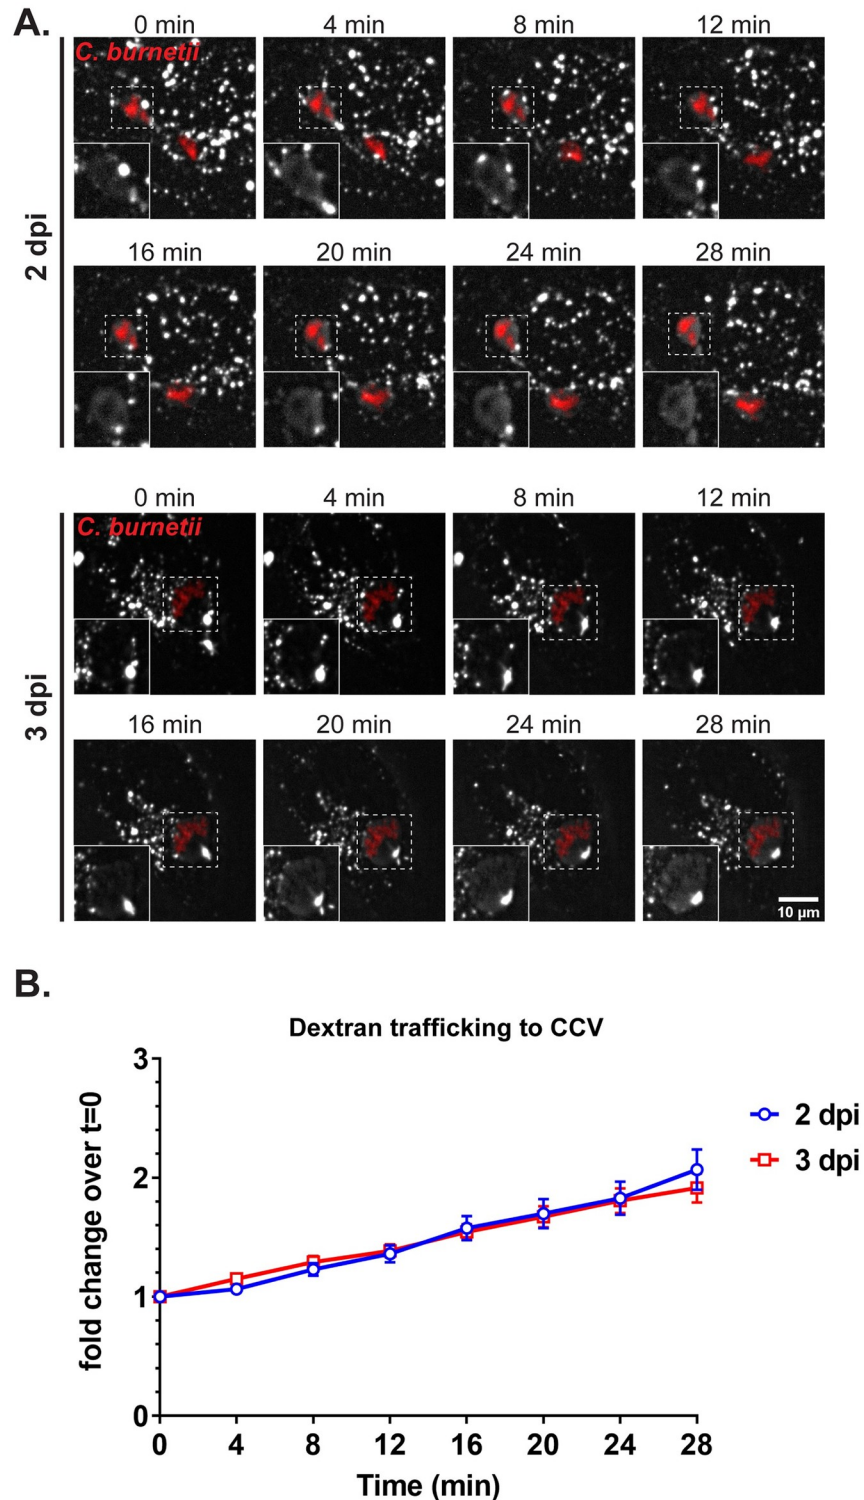 A.
0 min 4 min 8 min 12 min
C. burnetii
2 dpi
16 min 20 min 24 min 28 min
0 min 4 min 8 min 12 min
C. burnetii
3 dpi
16 min 20 min 24 min 28 min
10 µm
B.
Dextran trafficking to CCV
fold change over t=0
3
2
1
0
0 4 8 12 16 20 24 28
Time (min)
2 dpi
3 dpi